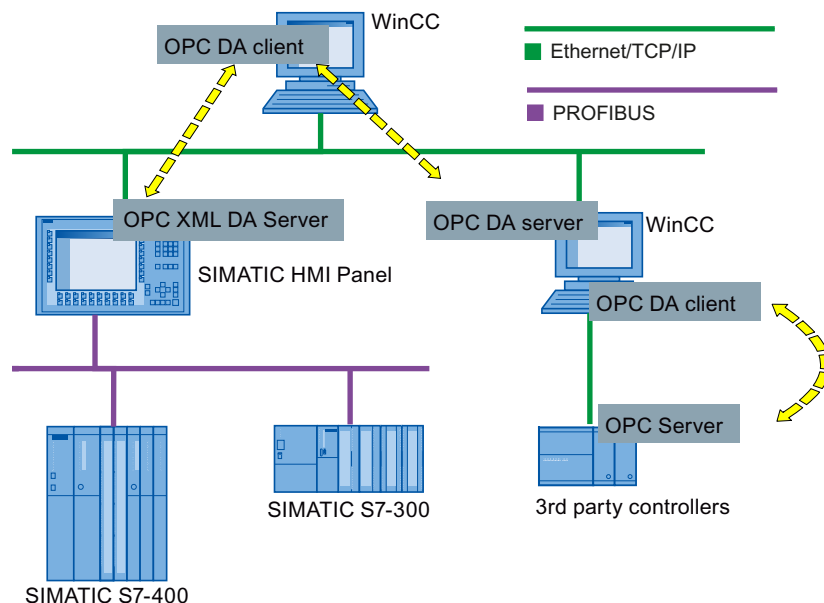 WinCC
OPC DA client
Ethernet/TCP/IP
PROFIBUS
OPC XML DA Server
OPC DA server
WinCC
SIMATIC HMI Panel
OPC DA client
OPC Server
SIMATIC S7-300
3rd party controllers
SIMATIC S7-400